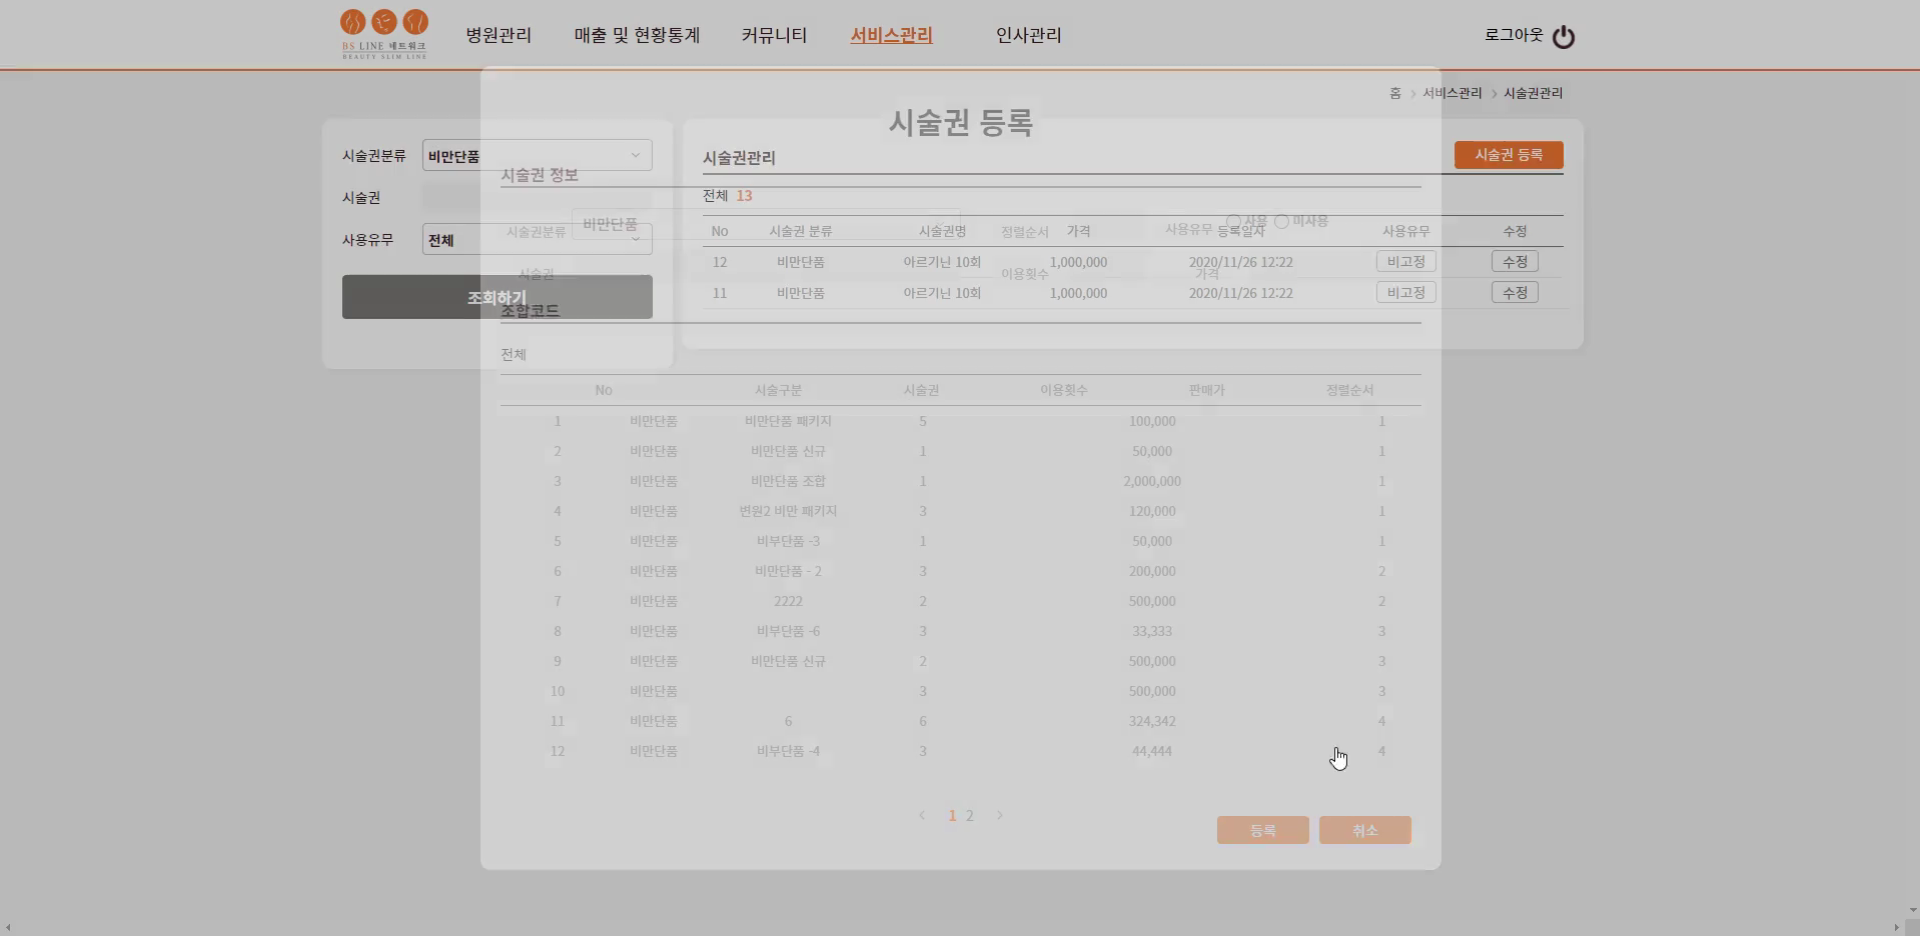 BS LINE 네트워크
BEAUTY SLIM LINE
병원관리 매출 및 현황통계 커뮤니티 서비스관리 인사관리 로그아웃
홈 > 서비스관리 > 시술권관리
시술권 등록
시술권분류 비만단품
시술권
사용유무 전체
조회하기
시술권관리 시술권 등록
전체 13
No 시술권 분류 시술권명 가격 등록일자 사용유무 수정
12 비만단품 아르기닌 10회 1,000,000 2020/11/26 12:22 비고정 수정
11 비만단품 아르기닌 10회 1,000,000 2020/11/26 12:22 비고정 수정
시술권 정보
시술권분류 비만단품 정렬순서 사용유무 사용 미사용
시술권 이용횟수 가격
조합코드
전체
No 시술구분 시술권 이용횟수 판매가 정렬순서
1 비만단품 비만단품 패키지 5 100,000 1
2 비만단품 비만단품 신규 1 50,000 1
3 비만단품 비만단품 조합 1 2,000,000 1
4 비만단품 변원2 비만 패키지 3 120,000 1
5 비만단품 비부단품 -3 1 50,000 1
6 비만단품 비만단품 - 2 3 200,000 2
7 비만단품 2222 2 500,000 2
8 비만단품 비부단품 -6 3 33,333 3
9 비만단품 비만단품 신규 2 500,000 3
10 비만단품 3 500,000 3
11 비만단품 6 6 324,342 4
12 비만단품 비부단품 -4 3 44,444 4
< 1 2 >
등록 취소